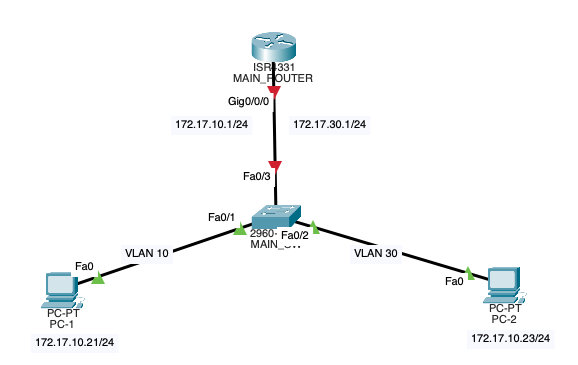 ISR4331
MAIN_ROUTER
Gig0/0/0
172.17.10.1/24
172.17.30.1/24
Fa0/3
Fa0/1
Fa0/2
VLAN 10
VLAN 30
Fa0
PC-PT
PC-1
172.17.10.21/24
Fa0
PC-PT
PC-2
172.17.10.23/24